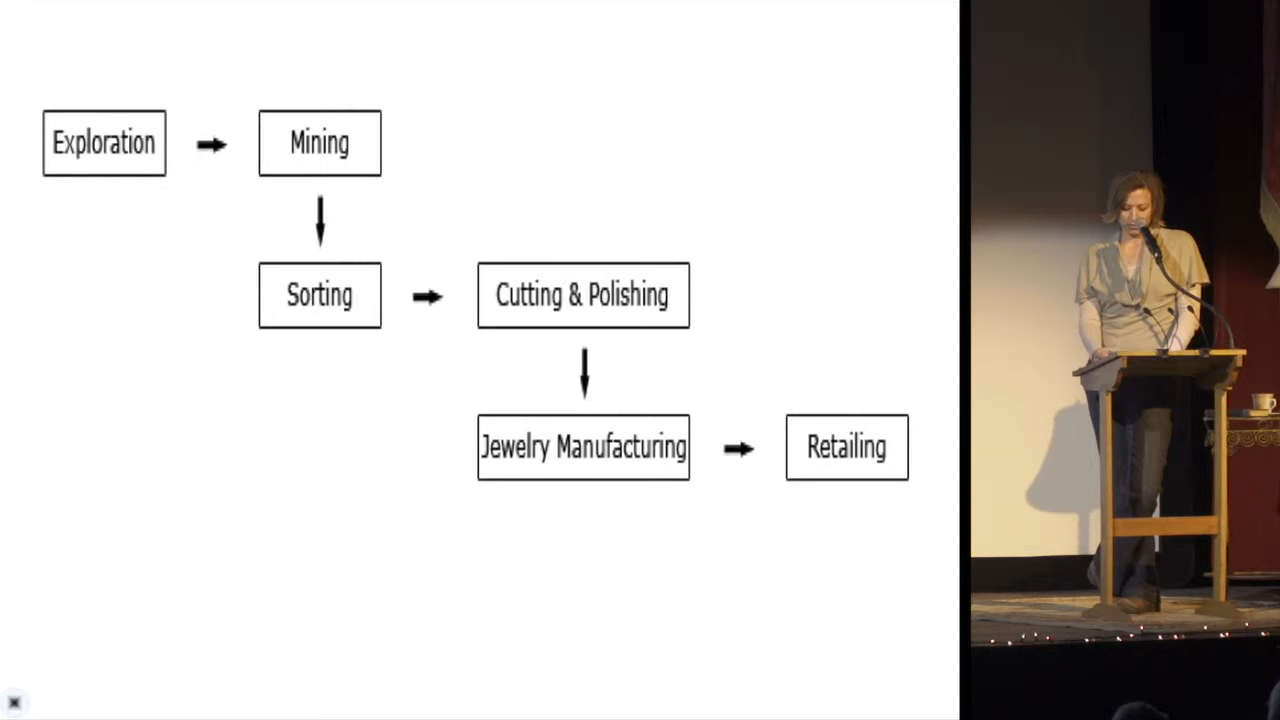 Exploration
Mining
Sorting
Cutting & Polishing
Jewelry Manufacturing
Retailing